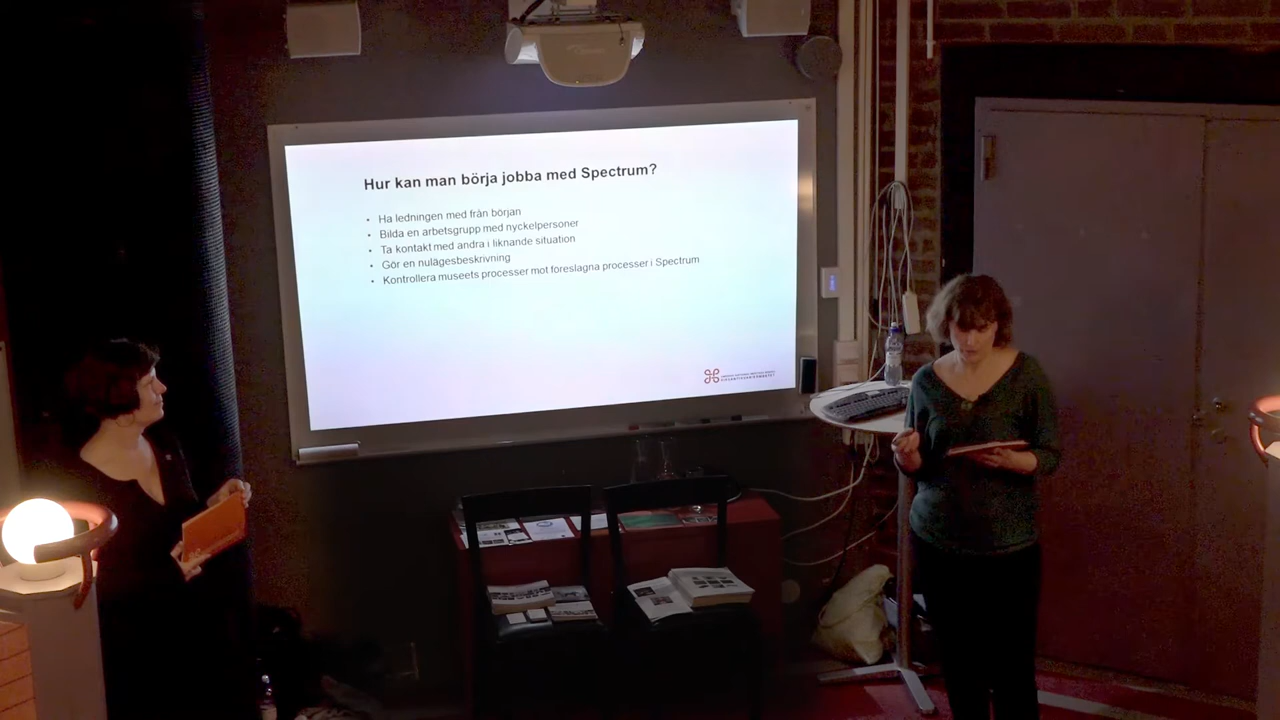 Hur kan man börja jobba med Spectrum?
• Ha ledningen med från början
• Bilda en arbetsgrupp med nyckelpersoner
• Ta kontakt med andra i liknande situation
• Gör en nulägesbeskrivning
• Kontrollera museets processer mot föreslagna processer i Spectrum
RIKSANTIKVARIEÄMBETET